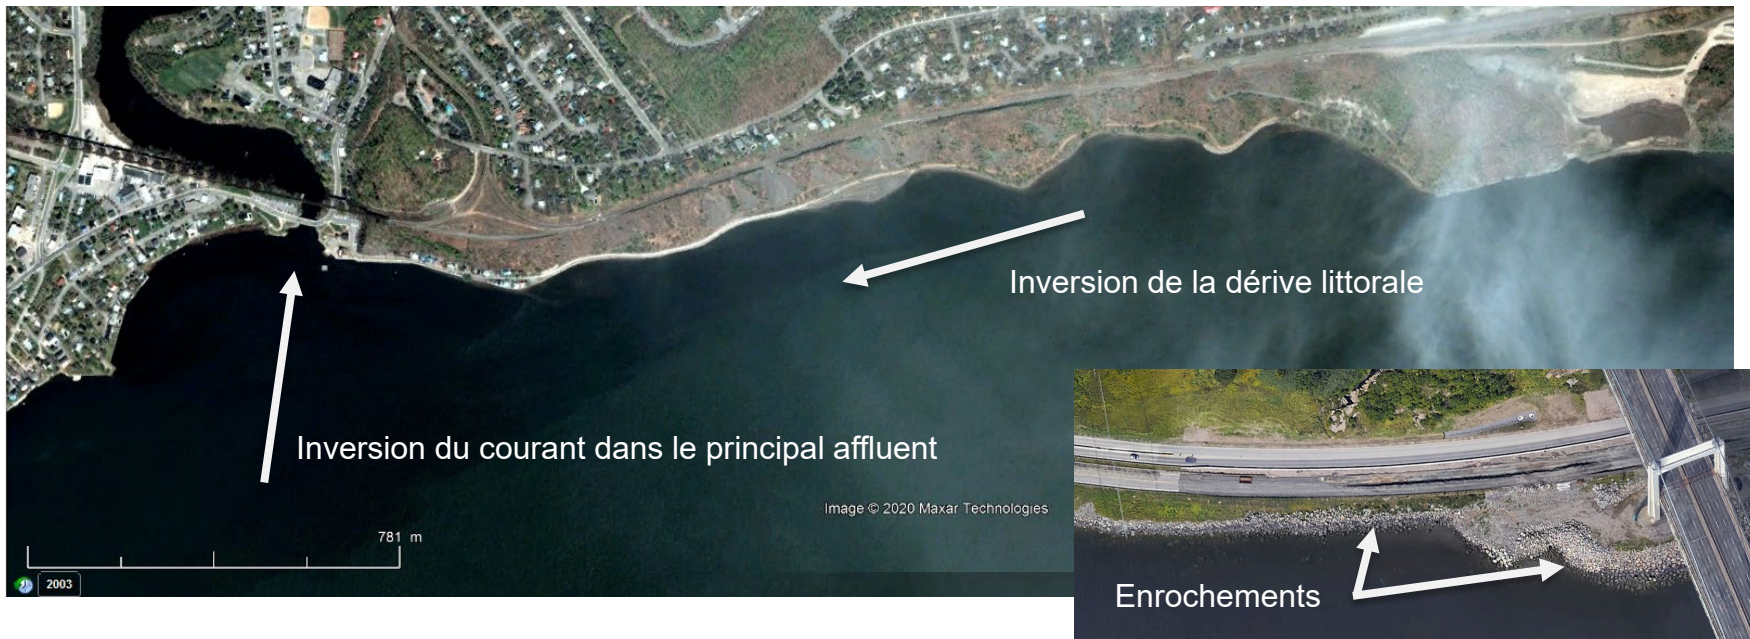 Inversion de la dérive littorale
Inversion du courant dans le principal affluent
Image © 2020 Maxar Technologies
781 m
2003
Enrochements